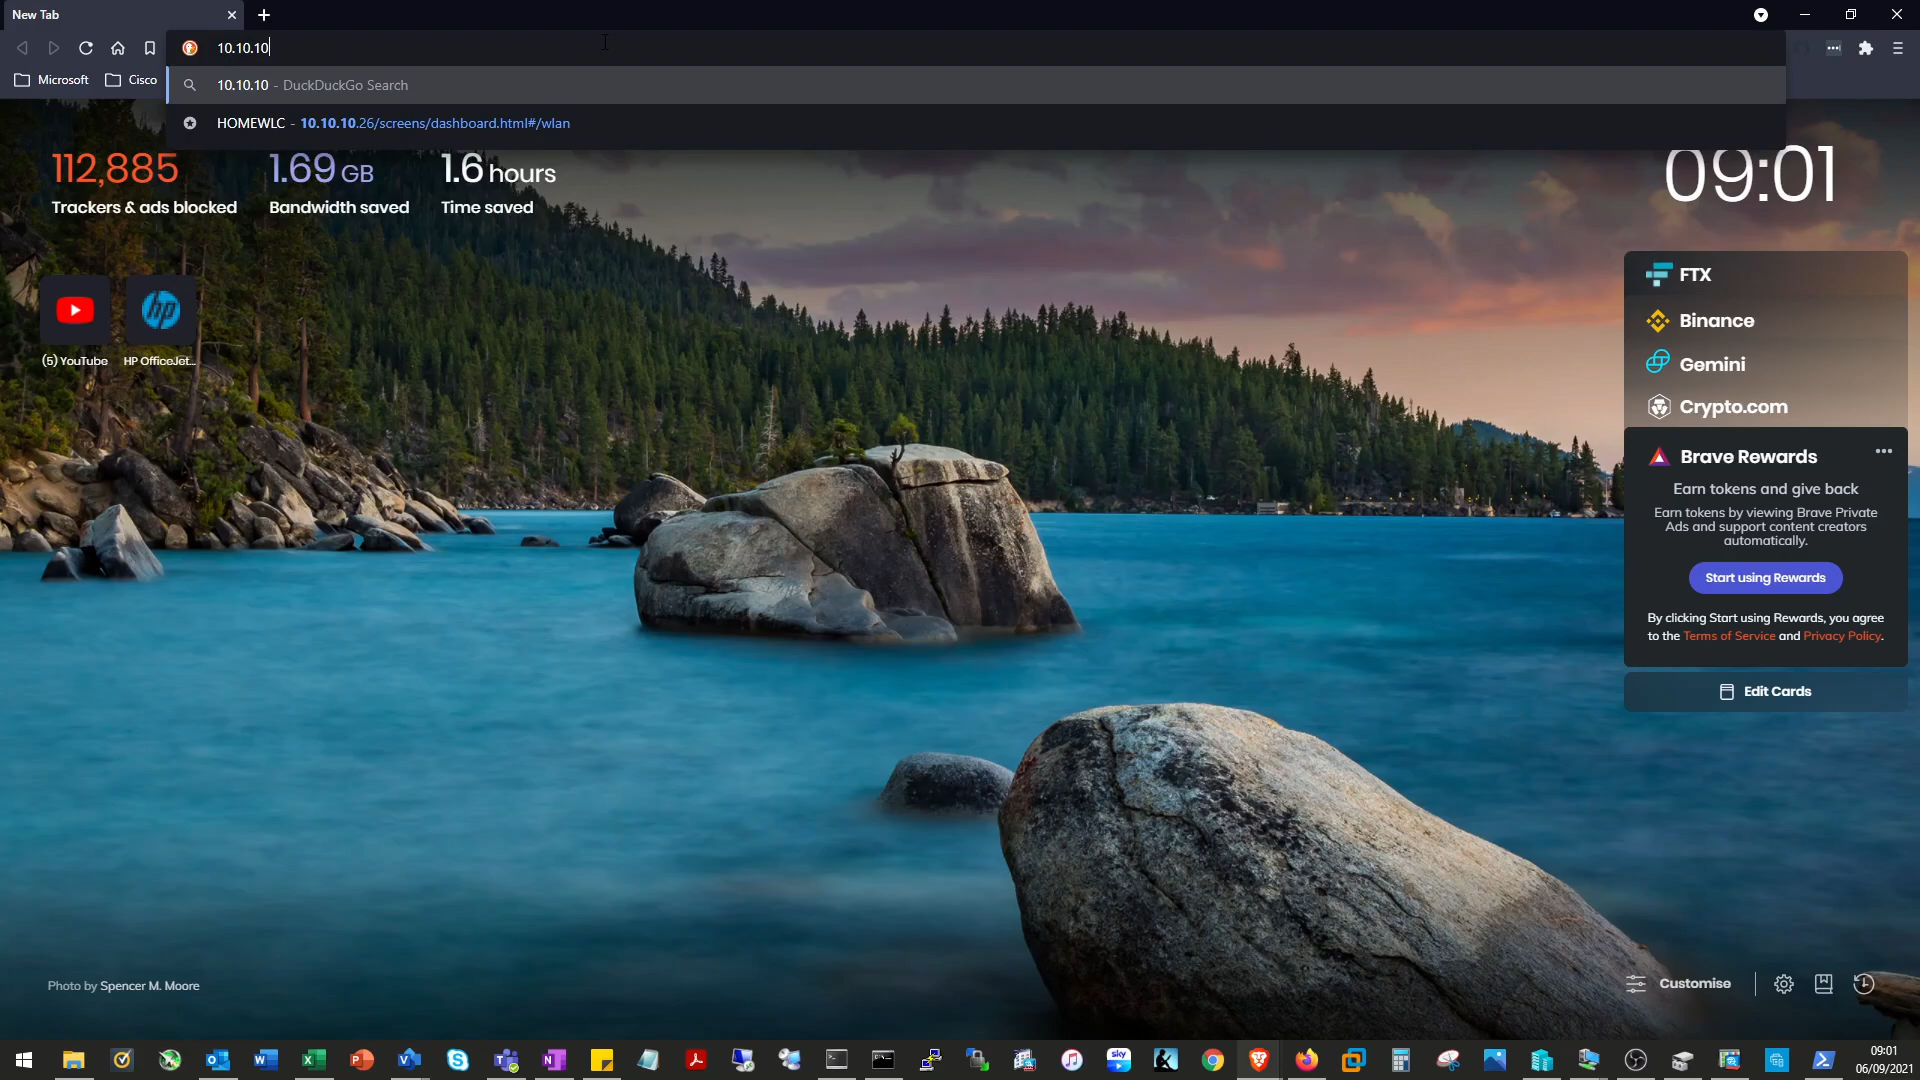 New Tab
10.10.10
Microsoft
Cisco
10.10.10 - DuckDuckGo Search
HOMEWLC - 10.10.10.26/screens/dashboard.html#/wlan
112,885
Trackers & ads blocked
1.69 GB
Bandwidth saved
1.6 hours
Time saved
09:01
(5) YouTube
HP OfficeJet...
FTX
Binance
Gemini
Crypto.com
Brave Rewards
Earn tokens and give back
Earn tokens by viewing Brave Private
Ads and support content creators
automatically.
Start using Rewards
By clicking Start using Rewards, you agree
to the Terms of Service and Privacy Policy.
Edit Cards
Photo by Spencer M. Moore
Customise
sky
09:01
06/09/2021